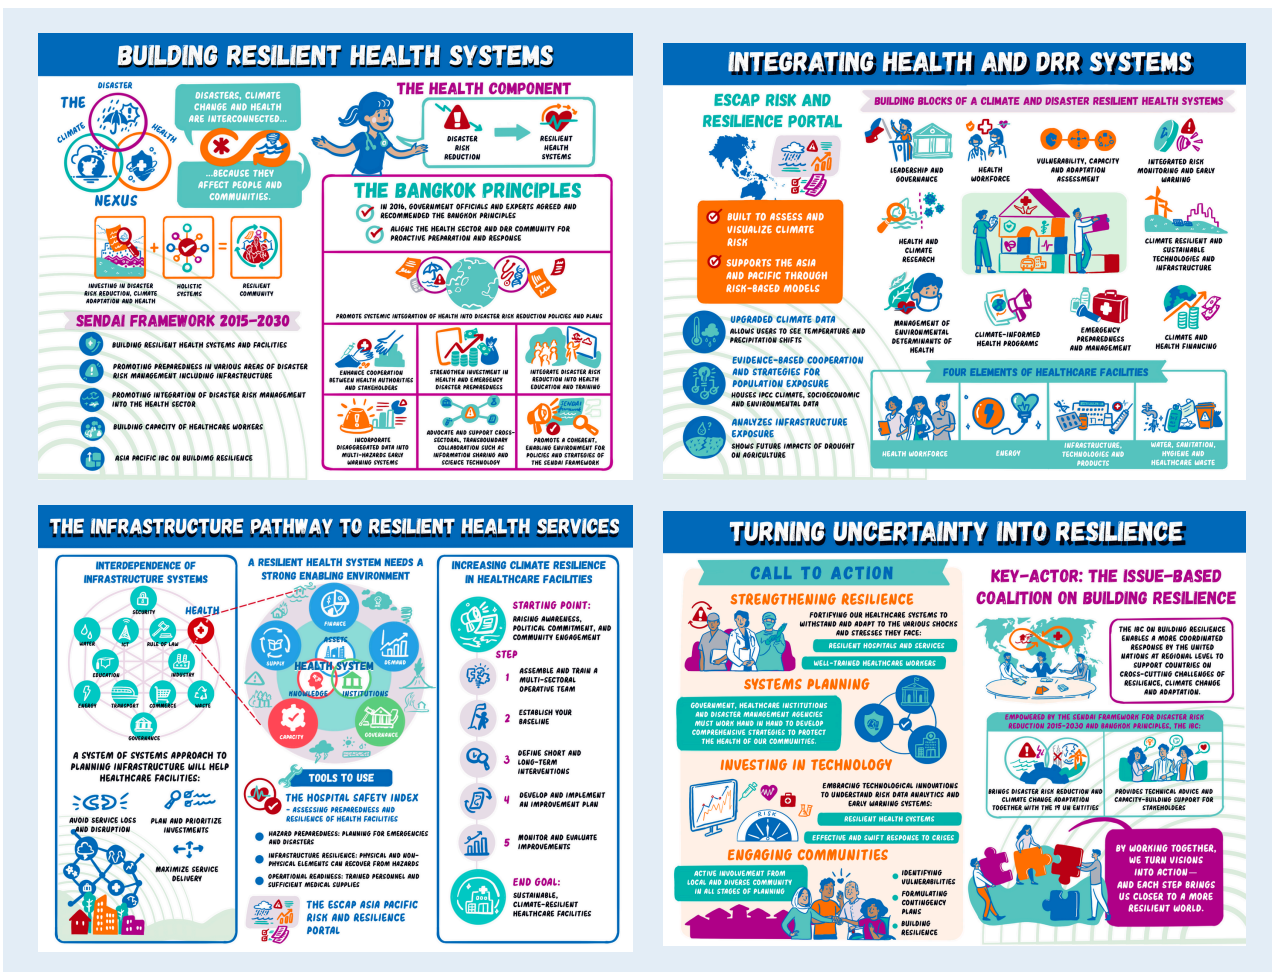 BUILDING RESILIENT HEALTH SYSTEMS
DISASTER
THE
CLIMATE
HEALTH
NEXUS
DISASTERS, CLIMATE
CHANGE AND HEALTH
ARE INTERCONNECTED...
...BECAUSE THEY
AFFECT PEOPLE AND
COMMUNITIES.
INVESTING IN DISASTER
RISK REDUCTION, CLIMATE
ADAPTATION AND HEALTH
+
HOLISTIC
SYSTEMS
=
RESILIENT
COMMUNITY
SENDAI FRAMEWORK 2015-2030
BUILDING RESILIENT HEALTH SYSTEMS AND FACILITIES
PROMOTING PREPAREDNESS IN VARIOUS AREAS OF DISASTER
RISK MANAGEMENT INCLUDING INFRASTRUCTURE
PROMOTING INTEGRATION OF DISASTER RISK MANAGEMENT
INTO THE HEALTH SECTOR
BUILDING CAPACITY OF HEALTHCARE WORKERS
ASIA PACIFIC IBC ON BUILDING RESILIENCE
THE HEALTH COMPONENT
DISASTER
RISK
REDUCTION
RESILIENT
HEALTH
SYSTEMS
THE BANGKOK PRINCIPLES
IN 2016, GOVERNMENT OFFICIALS AND EXPERTS AGREED AND
RECOMMENDED THE BANGKOK PRINCIPLES
ALIGNS THE HEALTH SECTOR AND DRR COMMUNITY FOR
PROACTIVE PREPARATION AND RESPONSE
PROMOTE SYSTEMIC INTEGRATION OF HEALTH INTO DISASTER RISK REDUCTION POLICIES AND PLANS
ENHANCE COOPERATION
BETWEEN HEALTH AUTHORITIES
AND STAKEHOLDERS
STRENGTHEN INVESTMENT IN
HEALTH AND EMERGENCY
DISASTER PREPAREDNESS
INTEGRATE DISASTER RISK
REDUCTION INTO HEALTH
EDUCATION AND TRAINING
INCORPORATE
DISAGGREGATED DATA INTO
MULTI-HAZARDS EARLY
WARNING SYSTEMS
ADVOCATE AND SUPPORT CROSS-
SECTORAL, TRANSBOUNDARY
COLLABORATION SUCH AS
INFORMATION SHARING AND
SCIENCE TECHNOLOGY
SENDAI
PROMOTE A COHERENT,
ENABLING ENVIRONMENT FOR
POLICIES AND STRATEGIES OF
THE SENDAI FRAMEWORK
INTEGRATING HEALTH AND DRR SYSTEMS
ESCAP RISK AND
RESILIENCE PORTAL
BUILT TO ASSESS AND
VISUALIZE CLIMATE
RISK
SUPPORTS THE ASIA
AND PACIFIC THROUGH
RISK-BASED MODELS
UPGRADED CLIMATE DATA
ALLOWS USERS TO SEE TEMPERATURE AND
PRECIPITATION SHIFTS
EVIDENCE-BASED COOPERATION
AND STRATEGIES FOR
POPULATION EXPOSURE
HOUSES IPCC CLIMATE, SOCIOECONOMIC
AND ENVIRONMENTAL DATA
ANALYZES INFRASTRUCTURE
EXPOSURE
SHOWS FUTURE IMPACTS OF DROUGHT
ON AGRICULTURE
BUILDING BLOCKS OF A CLIMATE AND DISASTER RESILIENT HEALTH SYSTEMS
LEADERSHIP AND
GOVERNANCE
HEALTH
WORKFORCE
VULNERABILITY, CAPACITY
AND ADAPTATION
ASSESSMENT
INTEGRATED RISK
MONITORING AND EARLY
WARNING
HEALTH AND
CLIMATE
RESEARCH
CLIMATE RESILIENT AND
SUSTAINABLE
TECHNOLOGIES AND
INFRASTRUCTURE
MANAGEMENT OF
ENVIRONMENTAL
DETERMINANTS OF
HEALTH
CLIMATE-INFORMED
HEALTH PROGRAMS
EMERGENCY
PREPAREDNESS
AND MANAGEMENT
CLIMATE AND
HEALTH FINANCING
FOUR ELEMENTS OF HEALTHCARE FACILITIES
HEALTH WORKFORCE
ENERGY
INFRASTRUCTURE,
TECHNOLOGIES AND
PRODUCTS
WATER, SANITATION,
HYGIENE AND
HEALTHCARE WASTE
THE INFRASTRUCTURE PATHWAY TO RESILIENT HEALTH SERVICES
INTERDEPENDENCE OF
INFRASTRUCTURE SYSTEMS
SECURITY
HEALTH
WATER
ICT
RULE OF LAW
EDUCATION
INDUSTRY
ENERGY
TRANSPORT
COMMERCE
WASTE
GOVERNANCE
A SYSTEM OF SYSTEMS APPROACH TO
PLANNING INFRASTRUCTURE WILL HELP
HEALTHCARE FACILITIES:
AVOID SERVICE LOSS
AND DISRUPTION
PLAN AND PRIORITIZE
INVESTMENTS
MAXIMIZE SERVICE
DELIVERY
A RESILIENT HEALTH SYSTEM NEEDS A
STRONG ENABLING ENVIRONMENT
FINANCE
ASSETS
SUPPLY
DEMAND
HEALTH SYSTEM
KNOWLEDGE
INSTITUTIONS
CAPACITY
GOVERNANCE
TOOLS TO USE
THE HOSPITAL SAFETY INDEX
- ASSESSING PREPAREDNESS AND
RESILIENCE OF HEALTH FACILITIES
HAZARD PREPAREDNESS: PLANNING FOR EMERGENCIES
AND DISASTERS
INFRASTRUCTURE RESILIENCE: PHYSICAL AND NON-
PHYSICAL ELEMENTS CAN RECOVER FROM HAZARDS
OPERATIONAL READINESS: TRAINED PERSONNEL AND
SUFFICIENT MEDICAL SUPPLIES
THE ESCAP ASIA PACIFIC
RISK AND RESILIENCE
PORTAL
INCREASING CLIMATE RESILIENCE
IN HEALTHCARE FACILITIES
STARTING POINT:
RAISING AWARENESS,
POLITICAL COMMITMENT, AND
COMMUNITY ENGAGEMENT
STEP
1
ASSEMBLE AND TRAIN A
MULTI-SECTORAL
OPERATIVE TEAM
2
ESTABLISH YOUR
BASELINE
3
DEFINE SHORT AND
LONG-TERM
INTERVENTIONS
4
DEVELOP AND IMPLEMENT
AN IMPROVEMENT PLAN
5
MONITOR AND EVALUATE
IMPROVEMENTS
END GOAL:
SUSTAINABLE,
CLIMATE-RESILIENT
HEALTHCARE FACILITIES
TURNING UNCERTAINTY INTO RESILIENCE
CALL TO ACTION
STRENGTHENING RESILIENCE
FORTIFYING OUR HEALTHCARE SYSTEMS TO
WITHSTAND AND ADAPT TO THE VARIOUS SHOCKS
AND STRESSES THEY FACE:
RESILIENT HOSPITALS AND SERVICES
WELL-TRAINED HEALTHCARE WORKERS
SYSTEMS PLANNING
GOVERNMENT, HEALTHCARE INSTITUTIONS
AND DISASTER MANAGEMENT AGENCIES
MUST WORK HAND IN HAND TO DEVELOP
COMPREHENSIVE STRATEGIES TO PROTECT
THE HEALTH OF OUR COMMUNITIES.
INVESTING IN TECHNOLOGY
RISK
EMBRACING TECHNOLOGICAL INNOVATIONS
TO UNDERSTAND RISK DATA ANALYTICS AND
EARLY WARNING SYSTEMS:
RESILIENT HEALTH SYSTEMS
EFFECTIVE AND SWIFT RESPONSE TO CRISES
ENGAGING COMMUNITIES
ACTIVE INVOLVEMENT FROM
LOCAL AND DIVERSE COMMUNITY
IN ALL STAGES OF PLANNING
IDENTIFYING
VULNERABILITIES
FORMULATING
CONTINGENCY
PLANS
BUILDING
RESILIENCE
KEY-ACTOR: THE ISSUE-BASED
COALITION ON BUILDING RESILIENCE
THE IBC ON BUILDING RESILIENCE
ENABLES A MORE COORDINATED
RESPONSE BY THE UNITED
NATIONS AT REGIONAL LEVEL TO
SUPPORT COUNTRIES ON
CROSS-CUTTING CHALLENGES OF
RESILIENCE, CLIMATE CHANGE
AND ADAPTATION.
EMPOWERED BY THE SENDAI FRAMEWORK FOR DISASTER RISK
REDUCTION 2015-2030 AND BANGKOK PRINCIPLES, THE IBC:
BRINGS DISASTER RISK REDUCTION AND
CLIMATE CHANGE ADAPTATION
TOGETHER WITH THE 19 UN ENTITIES
PROVIDES TECHNICAL ADVICE AND
CAPACITY-BUILDING SUPPORT FOR
STAKEHOLDERS
BY WORKING TOGETHER,
WE TURN VISIONS
INTO ACTION—
AND EACH STEP BRINGS
US CLOSER TO A MORE
RESILIENT WORLD.